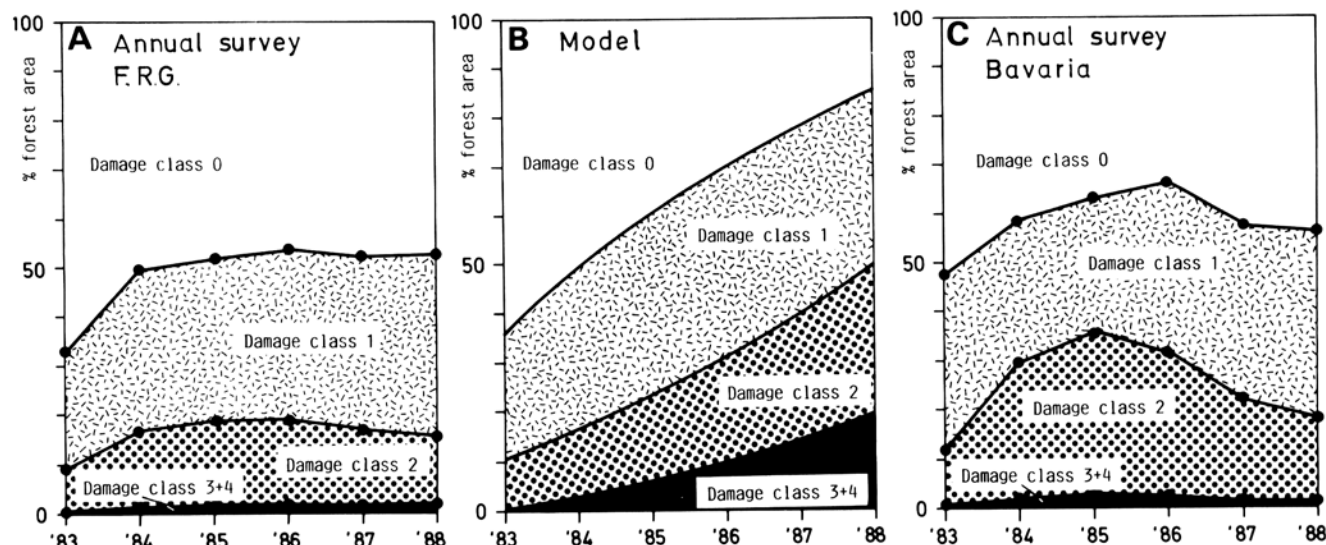 A Annual survey
F.R.G.
% forest area
100
50
0
Damage class 0
Damage class 1
Damage class 2
Damage class 3+4
'83 '84 '85 '86 '87 '88
B Model
% forest area
100
50
0
Damage class 0
Damage class 1
Damage class 2
Damage class 3+4
'83 '84 '85 '86 '87 '88
C Annual survey
Bavaria
% forest area
100
50
0
Damage class 0
Damage class 1
Damage class 2
Damage class 3+4
'83 '84 '85 '86 '87 '88